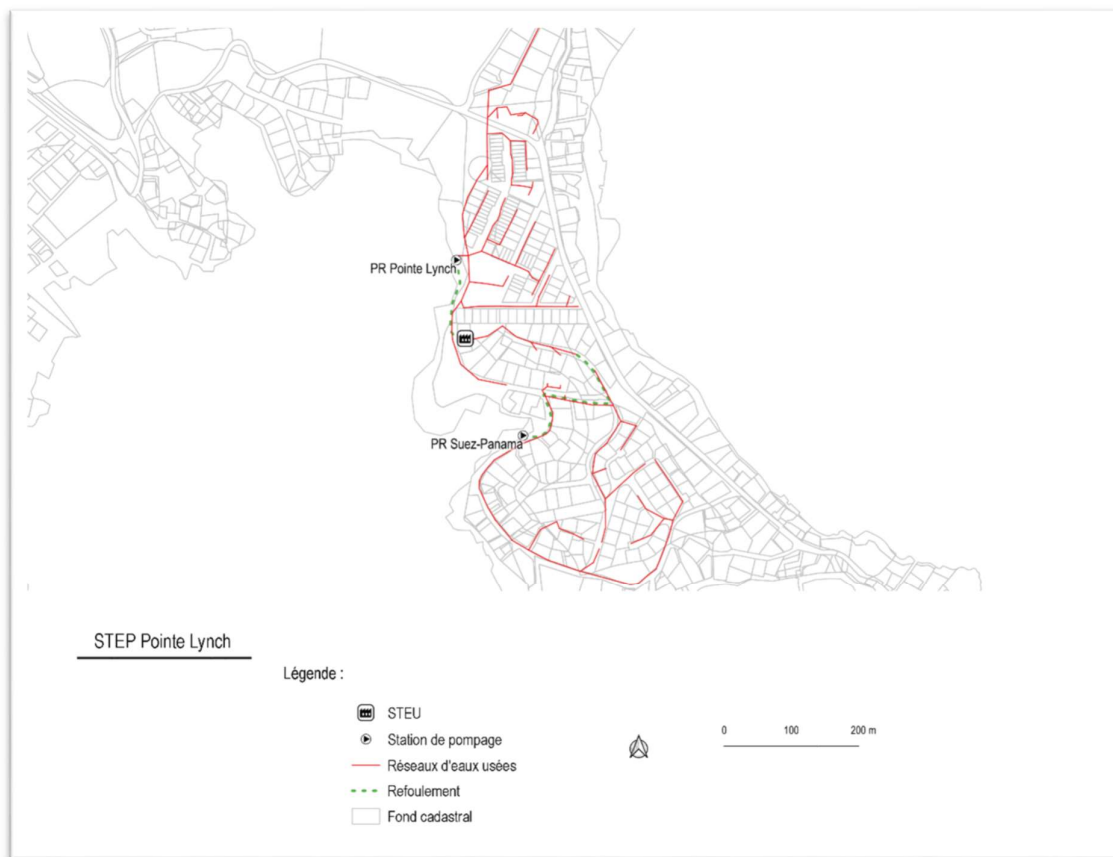 PR Pointe Lynch
PR Suez-Panama
STEP Pointe Lynch
Légende :
STEU
Station de pompage
Réseaux d'eaux usées
Refoulement
Fond cadastral
0 100 200 m